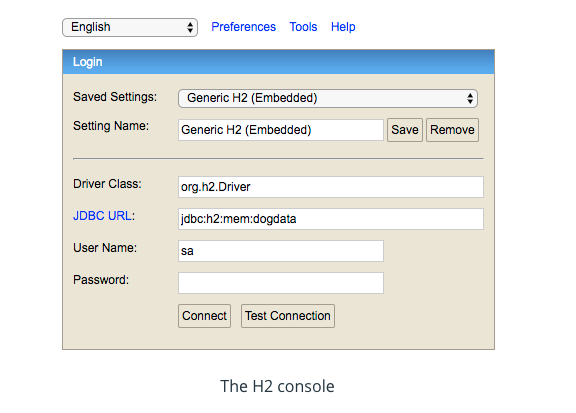 English Preferences Tools Help
Login
Saved Settings: Generic H2 (Embedded)
Setting Name: Generic H2 (Embedded) Save Remove
Driver Class: org.h2.Driver
JDBC URL: jdbc:h2:mem:dogdata
User Name: sa
Password:
Connect Test Connection
The H2 console